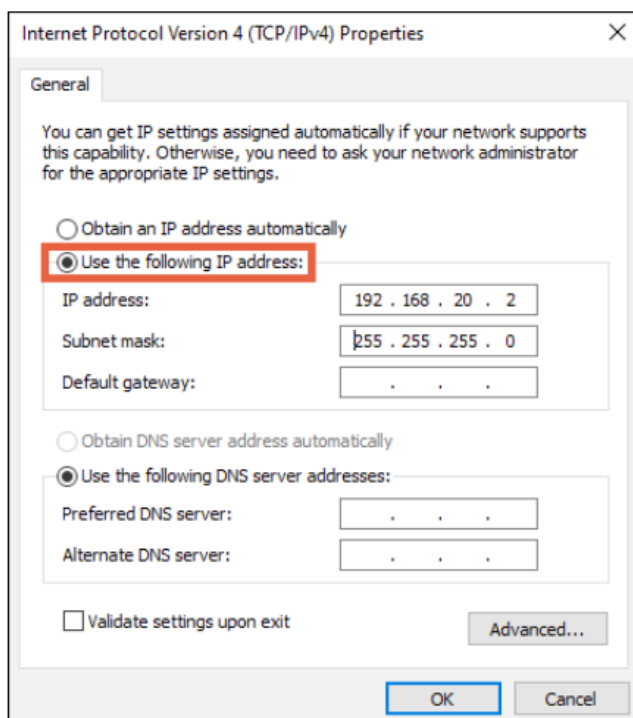 Internet Protocol Version 4 (TCP/IPv4) Properties
General
You can get IP settings assigned automatically if your network supports
this capability. Otherwise, you need to ask your network administrator
for the appropriate IP settings.
Obtain an IP address automatically
Use the following IP address:
IP address: 192 . 168 . 20 . 2
Subnet mask: 255 . 255 . 255 . 0
Default gateway: . . .
Obtain DNS server address automatically
Use the following DNS server addresses:
Preferred DNS server: . . .
Alternate DNS server: . . .
Validate settings upon exit
Advanced...
OK Cancel